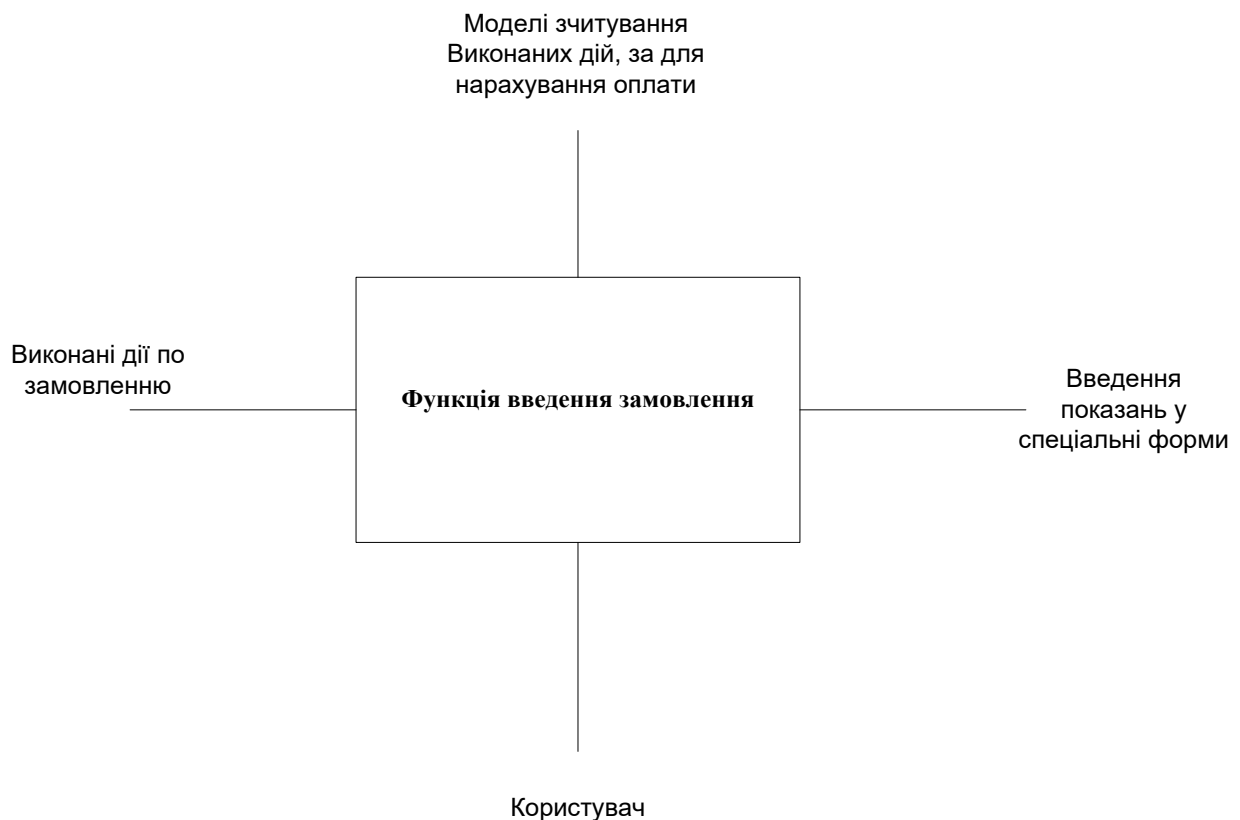 Моделі зчитування
Виконаних дій, за для
нарахування оплати
Виконані дії по
замовленню
Функція введення замовлення
Введення
показань у
спеціальні форми
Користувач